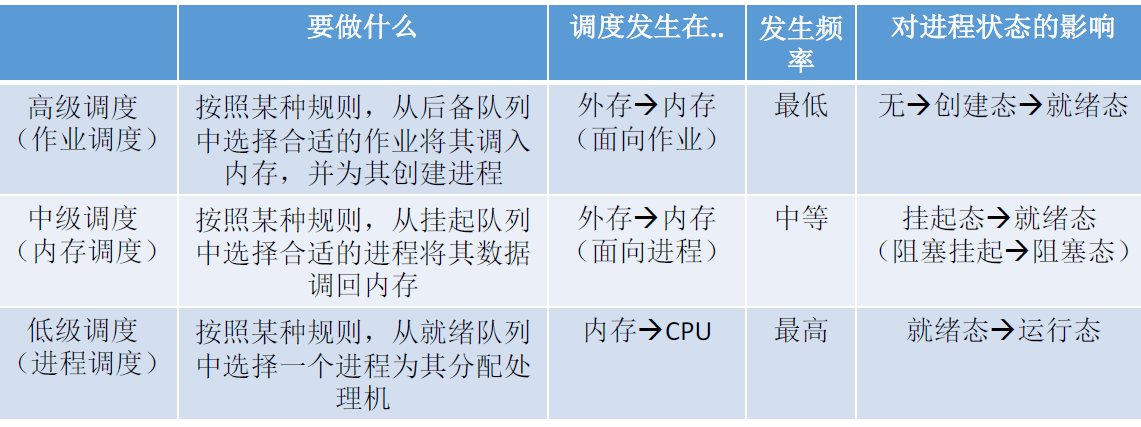 要做什么
调度发生在..
发生频
率
对进程状态的影响
高级调度
（作业调度）
按照某种规则，从后备队列
中选择合适的作业将其调入
内存，并为其创建进程
外存→内存
（面向作业）
最低
无→创建态→就绪态
中级调度
（内存调度）
按照某种规则，从挂起队列
中选择合适的进程将其数据
调回内存
外存→内存
（面向进程）
中等
挂起态→就绪态
（阻塞挂起→阻塞态）
低级调度
（进程调度）
按照某种规则，从就绪队列
中选择一个进程为其分配处
理机
内存→CPU
最高
就绪态→运行态